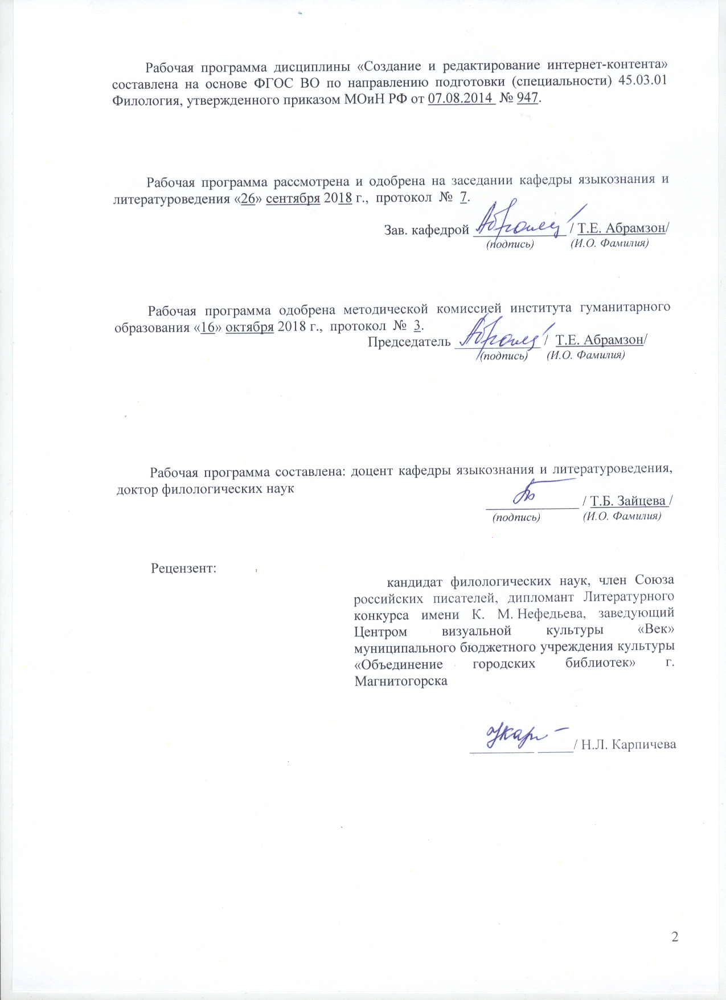 Рабочая программа дисциплины «Создание и редактирование интернет-контента»
составлена на основе ФГОС ВО по направлению подготовки (специальности) 45.03.01
Филология, утвержденного приказом МОиН РФ от 07.08.2014 № 947.
Рабочая программа рассмотрена и одобрена на заседании кафедры языкознания и
литературоведения «26» сентября 2018 г., протокол № 7.
Зав. кафедрой ____________ / Т.Е. Абрамзон/
(подпись) (И.О. Фамилия)
Рабочая программа одобрена методической комиссией института гуманитарного
образования «16» октября 2018 г., протокол № 3.
Председатель ____________ / Т.Е. Абрамзон/
(подпись) (И.О. Фамилия)
Рабочая программа составлена: доцент кафедры языкознания и литературоведения,
доктор филологических наук
____________ / Т.Б. Зайцева /
(подпись) (И.О. Фамилия)
Рецензент:
кандидат филологических наук, член Союза
российских писателей, дипломант Литературного
конкурса имени К. М. Нефедьева, заведующий
Центром визуальной культуры «Век»
муниципального бюджетного учреждения культуры
«Объединение городских библиотек» г.
Магнитогорска
_________ _____/ Н.Л. Карпичева
2